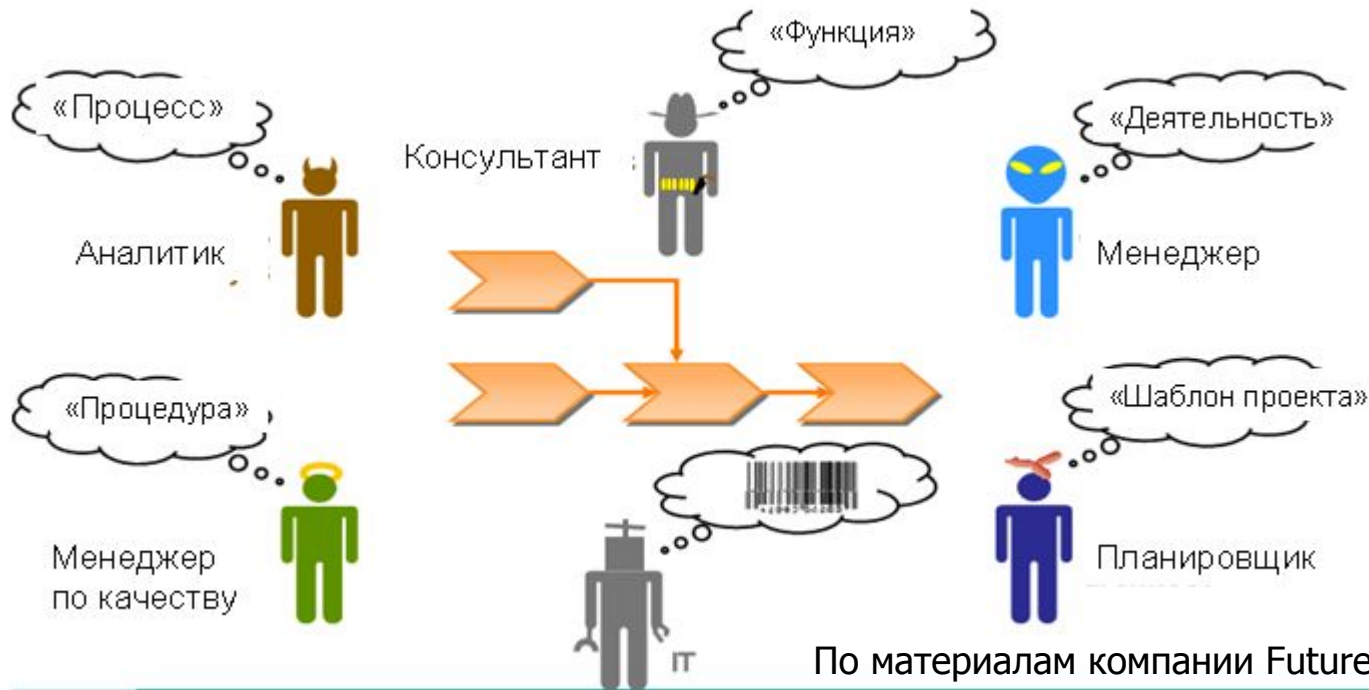 «Функция»
«Процесс»
«Деятельность»
Консультант
Аналитик
Менеджер
«Процедура»
«Шаблон проекта»
Менеджер
по качеству
Планировщик
IT
По материалам компании Future